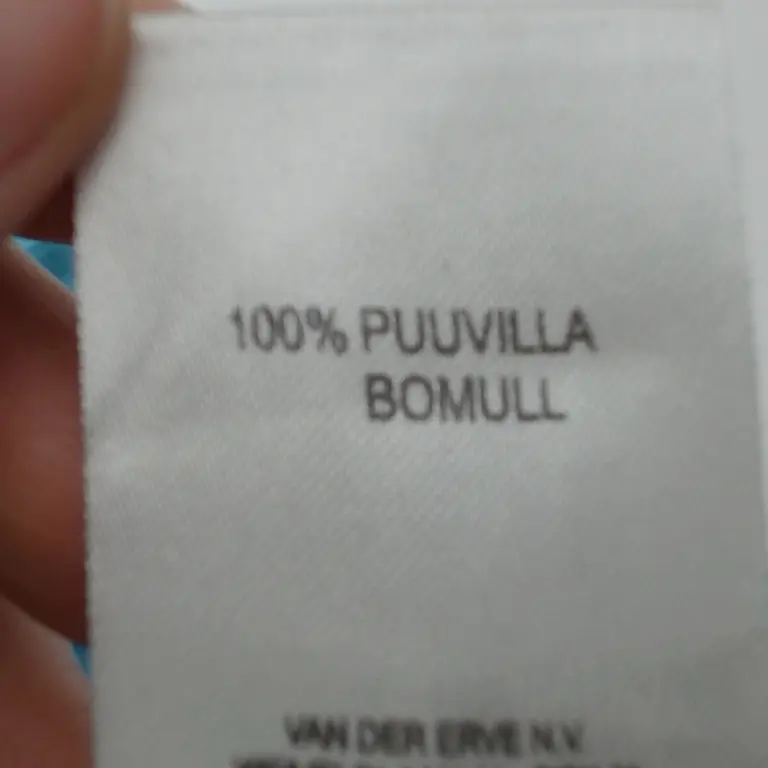 100% PUUVILLA
BOMULL
VAN DER ERVE N.V.